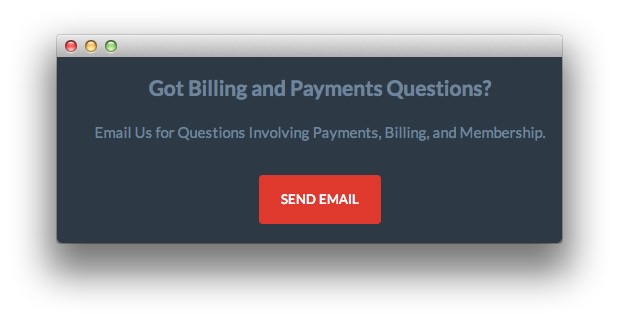 Got Billing and Payments Questions?
Email Us for Questions Involving Payments, Billing, and Membership.
SEND EMAIL